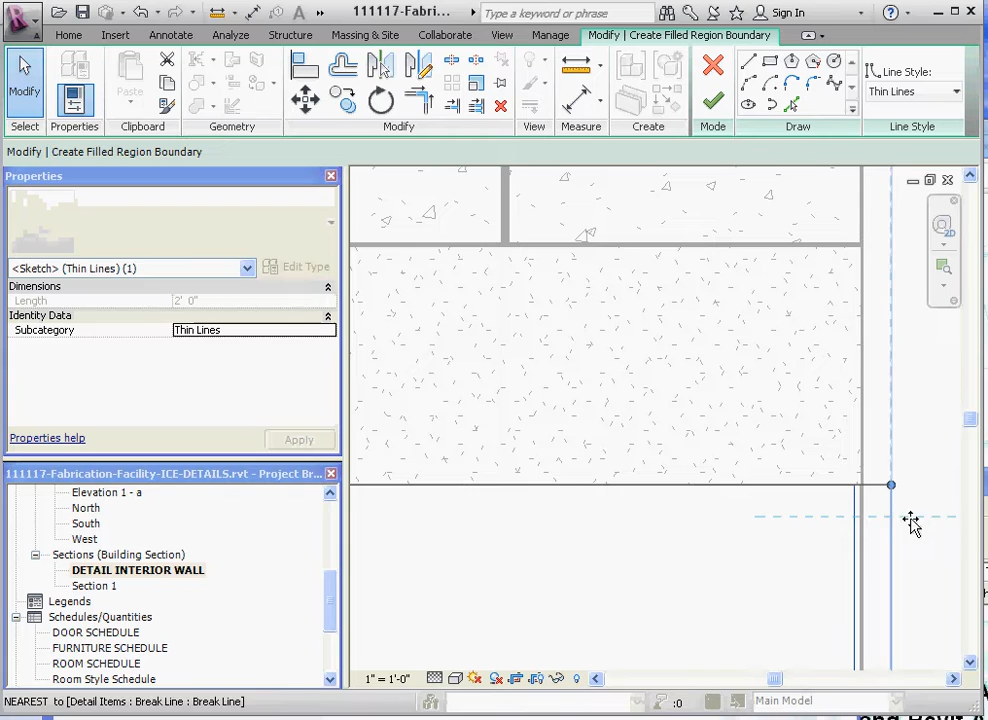 111117-Fabri...
Type a keyword or phrase
Sign In
Home
Insert
Annotate
Analyze
Structure
Massing & Site
Collaborate
View
Manage
Modify | Create Filled Region Boundary
Modify
Paste
Line Style:
Thin Lines
Select
Properties
Clipboard
Geometry
Modify
View
Measure
Create
Mode
Draw
Line Style
Modify | Create Filled Region Boundary
Properties
<Sketch> (Thin Lines) (1)
Edit Type
Dimensions
Length
2' 0"
Identity Data
Subcategory
Thin Lines
Properties help
Apply
2D
111117-Fabrication-Facility-ICE-DETAILS.rvt - Project Br...
Elevation 1 - a
North
South
West
Sections (Building Section)
DETAIL INTERIOR WALL
Section 1
Legends
Schedules/Quantities
DOOR SCHEDULE
FURNITURE SCHEDULE
ROOM SCHEDULE
Room Style Schedule
1" = 1'-0"
NEAREST to [Detail Items : Break Line : Break Line]
:0
Main Model